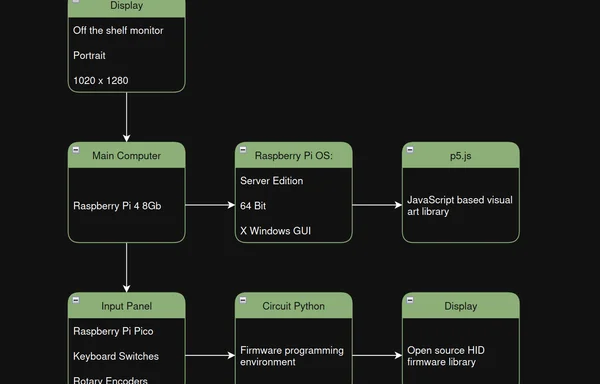 Display
Off the shelf monitor
Portrait
1020 x 1280
Main Computer
Raspberry Pi 4 8Gb
Raspberry Pi OS:
Server Edition
64 Bit
X Windows GUI
p5.js
JavaScript based visual
art library
Input Panel
Raspberry Pi Pico
Keyboard Switches
Rotary Encoders
Circuit Python
Firmware programming
environment
Display
Open source HID
firmware library